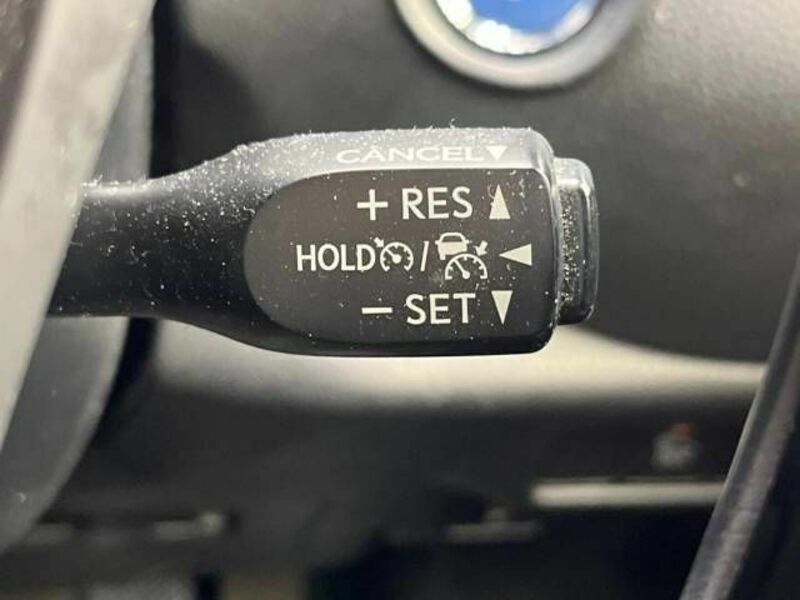 CANCEL▼
+ RES ▲
HOLD / ◀
− SET ▼